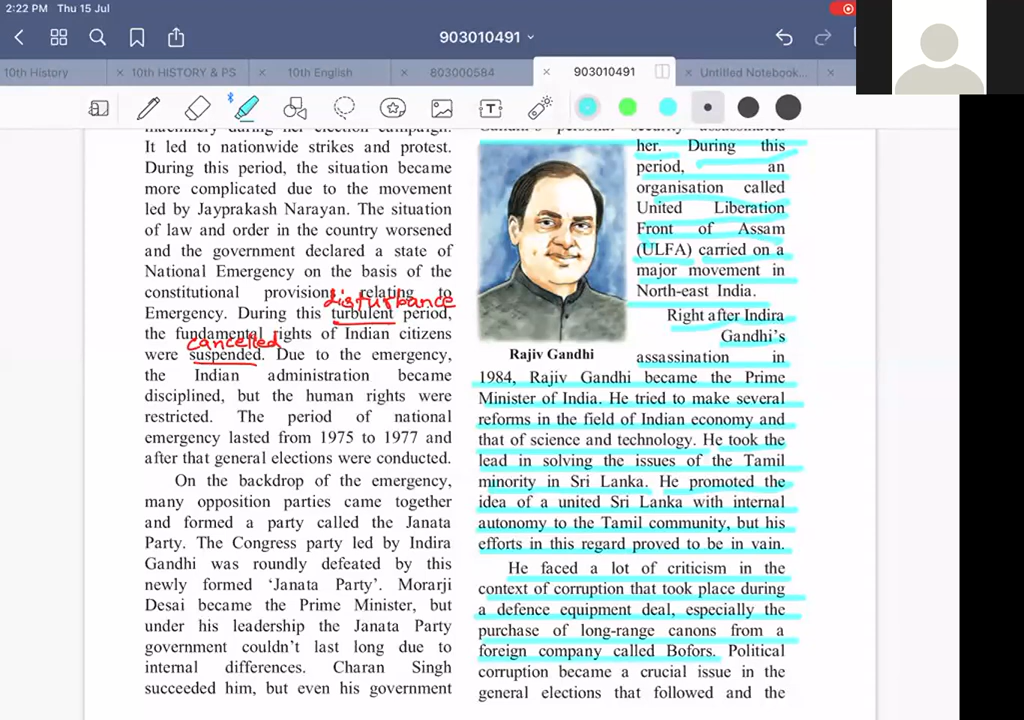 2:22 PM Thu 15 Jul
903010491
10th History
10th HISTORY & PS
10th English
803000584
903010491
Untitled Notebook...
machinery during her election campaign.
It led to nationwide strikes and protest.
During this period, the situation became
more complicated due to the movement
led by Jayprakash Narayan. The situation
of law and order in the country worsened
and the government declared a state of
National Emergency on the basis of the
constitutional provisions relating to
disturbance
Emergency. During this turbulent period,
the fundamental rights of Indian citizens
cancelled
were suspended. Due to the emergency,
the Indian administration became
disciplined, but the human rights were
restricted. The period of national
emergency lasted from 1975 to 1977 and
after that general elections were conducted.
On the backdrop of the emergency,
many opposition parties came together
and formed a party called the Janata
Party. The Congress party led by Indira
Gandhi was roundly defeated by this
newly formed ‘Janata Party’. Morarji
Desai became the Prime Minister, but
under his leadership the Janata Party
government couldn’t last long due to
internal differences. Charan Singh
succeeded him, but even his government
Gandhi's personal security assassinated
her. During this
period, an
organisation called
United Liberation
Front of Assam
(ULFA) carried on a
major movement in
North-east India.
Right after Indira
Gandhi’s
Rajiv Gandhi
assassination in
1984, Rajiv Gandhi became the Prime
Minister of India. He tried to make several
reforms in the field of Indian economy and
that of science and technology. He took the
lead in solving the issues of the Tamil
minority in Sri Lanka. He promoted the
idea of a united Sri Lanka with internal
autonomy to the Tamil community, but his
efforts in this regard proved to be in vain.
He faced a lot of criticism in the
context of corruption that took place during
a defence equipment deal, especially the
purchase of long-range canons from a
foreign company called Bofors. Political
corruption became a crucial issue in the
general elections that followed and the